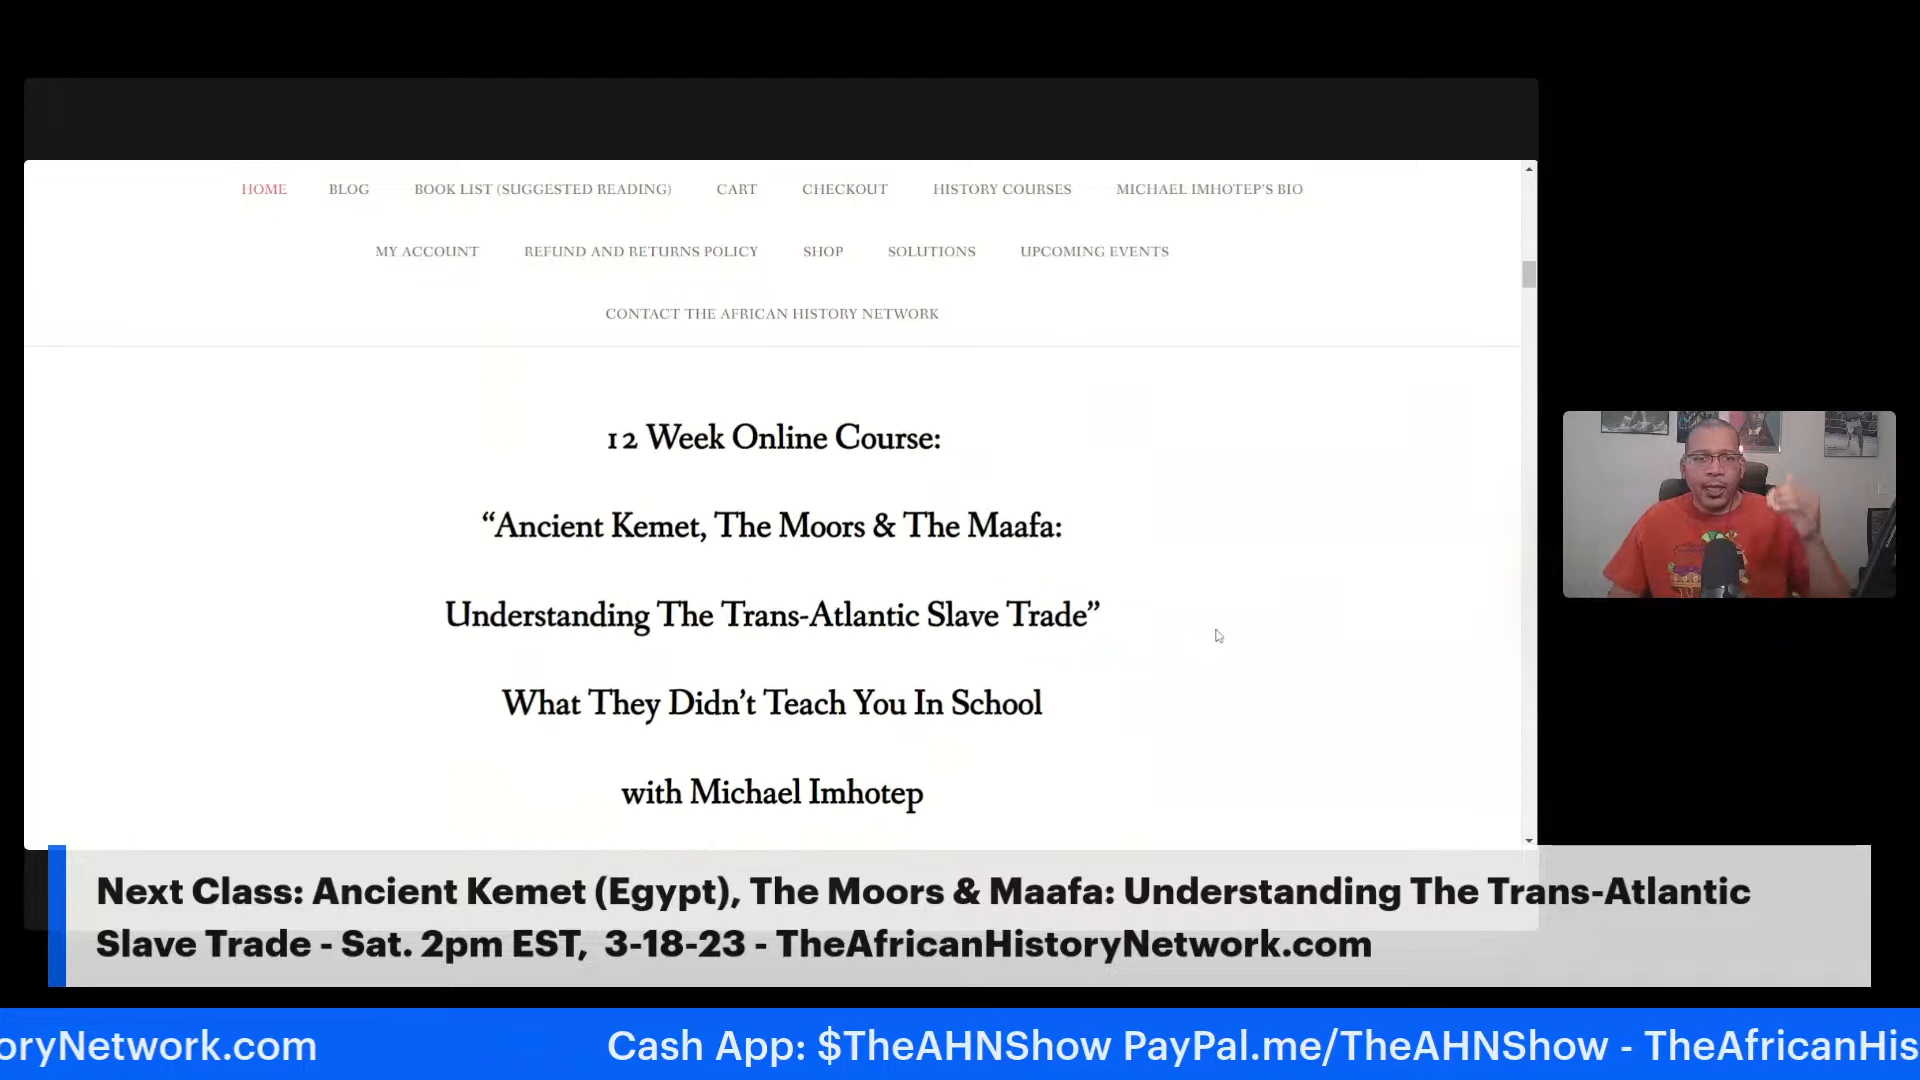 HOME BLOG BOOK LIST (SUGGESTED READING) CART CHECKOUT HISTORY COURSES MICHAEL IMHOTEP'S BIO
MY ACCOUNT REFUND AND RETURNS POLICY SHOP SOLUTIONS UPCOMING EVENTS
CONTACT THE AFRICAN HISTORY NETWORK
12 Week Online Course:
“Ancient Kemet, The Moors & The Maafa:
Understanding The Trans-Atlantic Slave Trade”
What They Didn’t Teach You In School
with Michael Imhotep
Next Class: Ancient Kemet (Egypt), The Moors & Maafa: Understanding The Trans-Atlantic
Slave Trade - Sat. 2pm EST, 3-18-23 - TheAfricanHistoryNetwork.com
oryNetwork.com Cash App: $TheAHNShow PayPal.me/TheAHNShow - TheAfricanHis